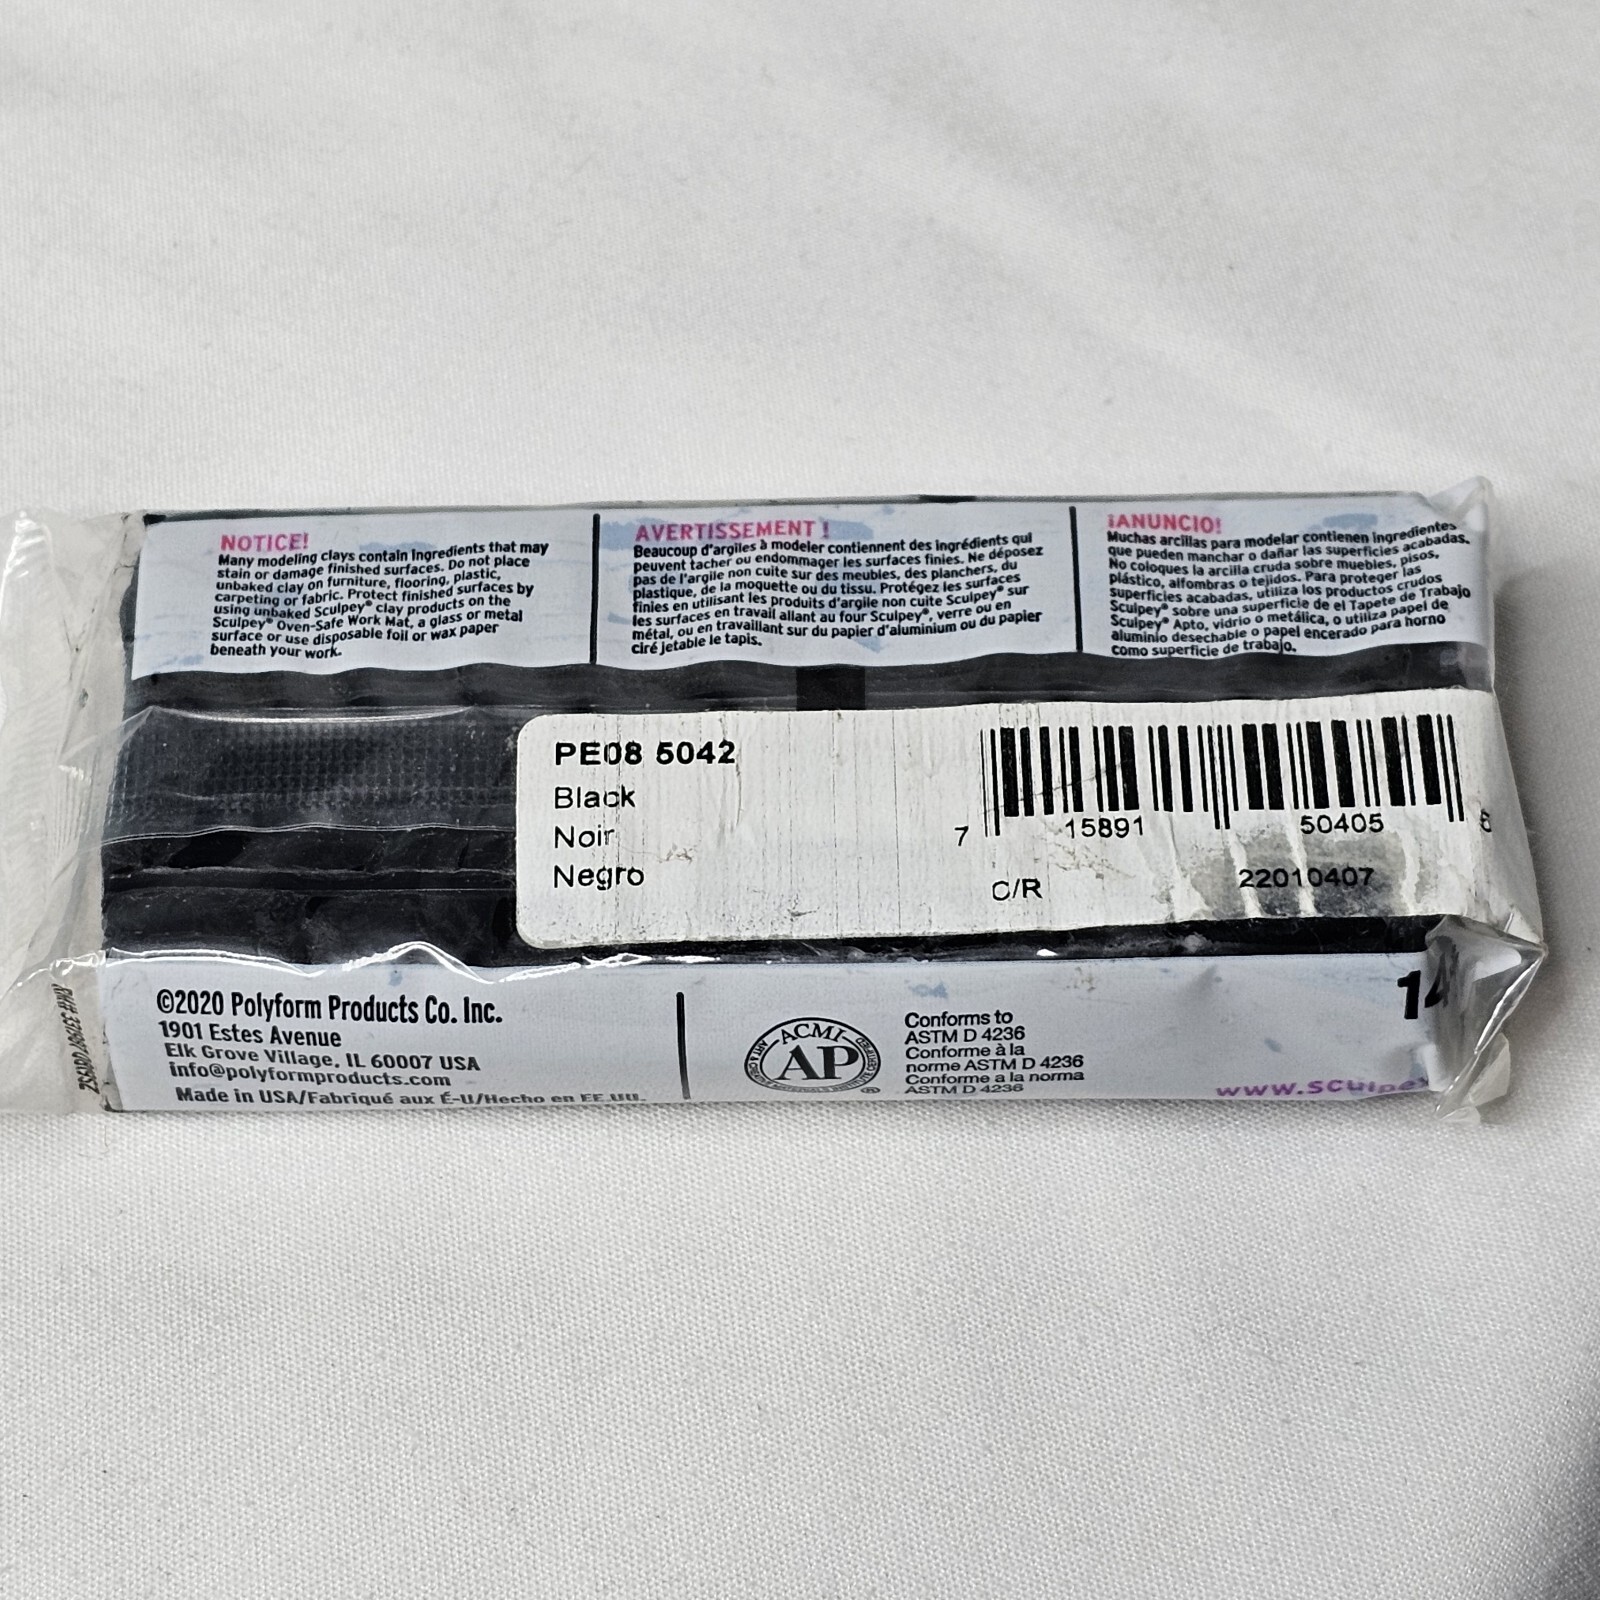 NOTICE!
Many modeling clays contain ingredients that may
stain or damage finished surfaces. Do not place
unbaked clay on furniture, flooring, plastic,
carpeting or fabric. Protect finished surfaces by
using unbaked Sculpey® clay products on the
Sculpey® Oven-Safe Work Mat, a glass or metal
surface or use disposable foil or wax paper
beneath your work.
AVERTISSEMENT !
Beaucoup d'argiles à modeler contiennent des ingrédients qui
peuvent tacher ou endommager les surfaces finies. Ne déposez
pas de l'argile non cuite sur des meubles, des planchers, du
plastique, de la moquette ou du tissu. Protégez les surfaces
finies en utilisant les produits d'argile non cuite Sculpey® sur
les surfaces en travail allant au four Sculpey®, verre ou en
métal, ou en travaillant sur du papier d'aluminium ou du papier
ciré jetable le tapis.
¡ANUNCIO!
Muchas arcillas para modelar contienen ingredientes
que pueden manchar o dañar las superficies acabadas.
No coloques la arcilla cruda sobre muebles, pisos,
plástico, alfombras o tejidos. Para proteger las
superficies acabadas, utiliza los productos crudos
Sculpey® sobre una superficie de el Tapete de Trabajo
Sculpey® Apto, vidrio o metálica, o utiliza papel de
aluminio desechable o papel encerado para horno
como superficie de trabajo.
PE08 5042
Black
Noir
Negro
7 15891 50405
C/R 22010407
©2020 Polyform Products Co. Inc.
1901 Estes Avenue
Elk Grove Village, IL 60007 USA
info@polyformproducts.com
Made in USA/Fabriqué aux É-U/Hecho en EE.UU.
ACMI
AP
®
Conforms to
ASTM D 4236
Conforme à la
norme ASTM D 4236
Conforme a la norma
ASTM D 4236
14
www.sculpey